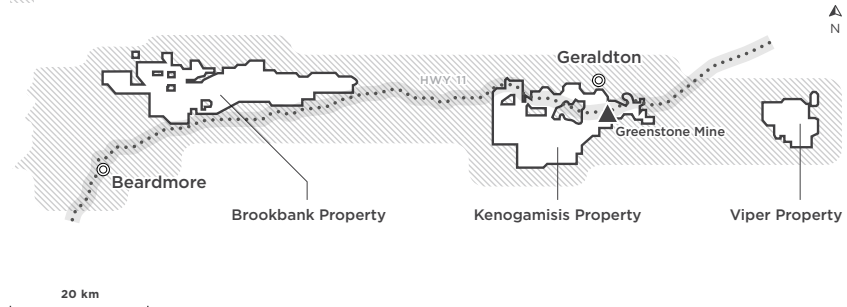 N
Geraldton
HWY 11
Greenstone Mine
Beardmore
Brookbank Property
Kenogamisis Property
Viper Property
20 km